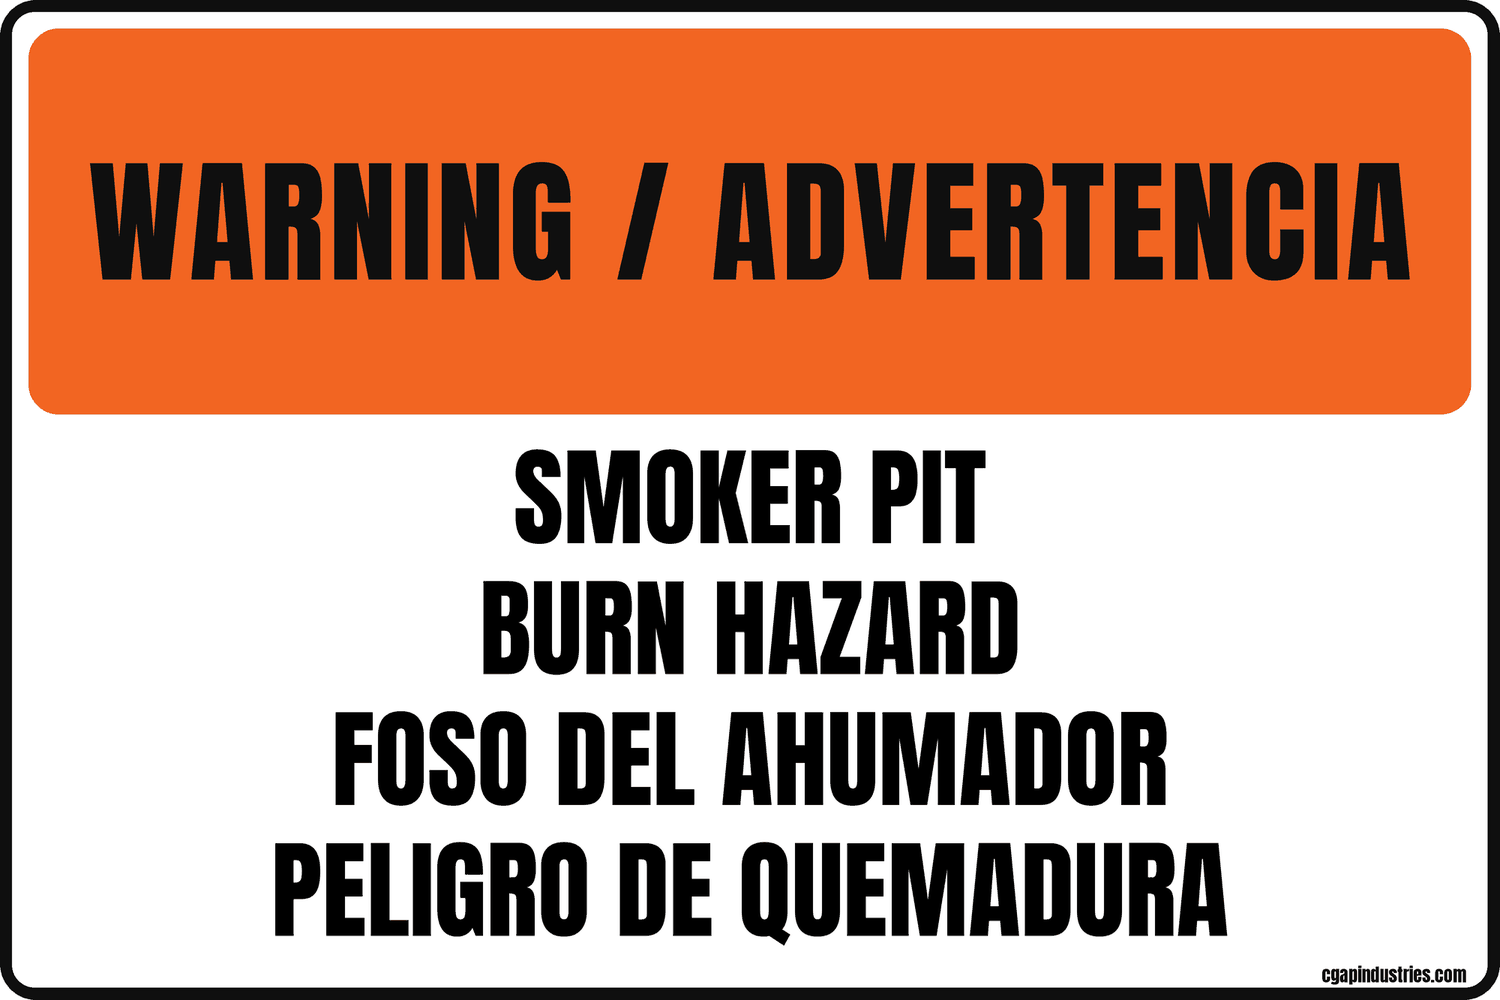 WARNING / ADVERTENCIA
SMOKER PIT
BURN HAZARD
FOSO DEL AHUMADOR
PELIGRO DE QUEMADURA
cgapindustries.com